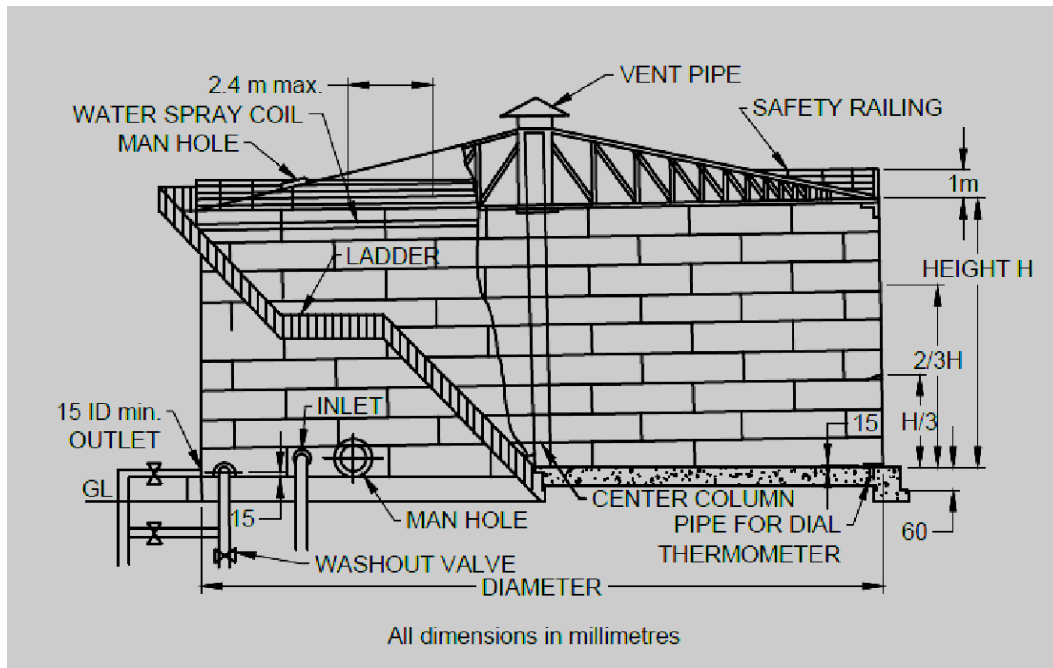 VENT PIPE
2.4 m max.
WATER SPRAY COIL
MAN HOLE
SAFETY RAILING
1m
LADDER
HEIGHT H
2/3H
15 ID min.
OUTLET
INLET
15
H/3
GL
15
MAN HOLE
CENTER COLUMN
PIPE FOR DIAL
THERMOMETER
60
WASHOUT VALVE
DIAMETER
All dimensions in millimetres